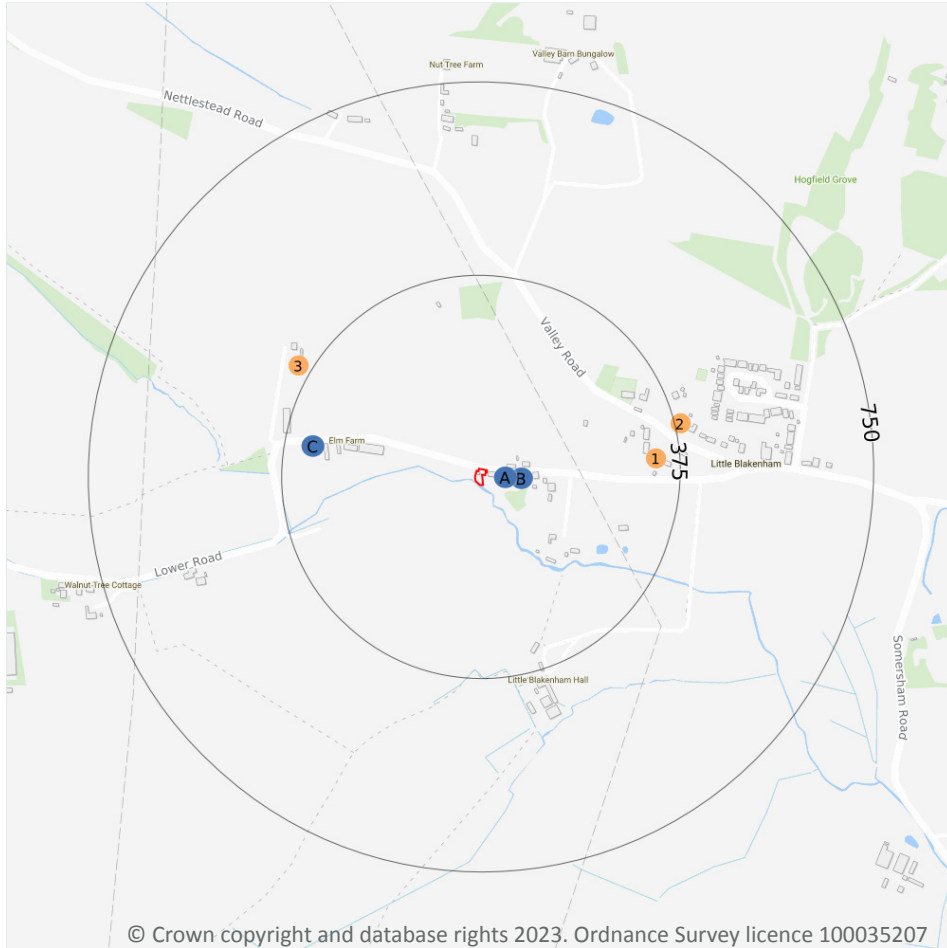 Valley Barn Bungalow
Nut Tree Farm
Nettlestead Road
Hogfield Grove
Valley Road
3
2
750
C
Elm Farm
1
375
Little Blakenham
A
B
Lower Road
Walnut-Tree Cottage
Somersham Road
Little Blakenham Hall
© Crown copyright and database rights 2023. Ordnance Survey licence 100035207